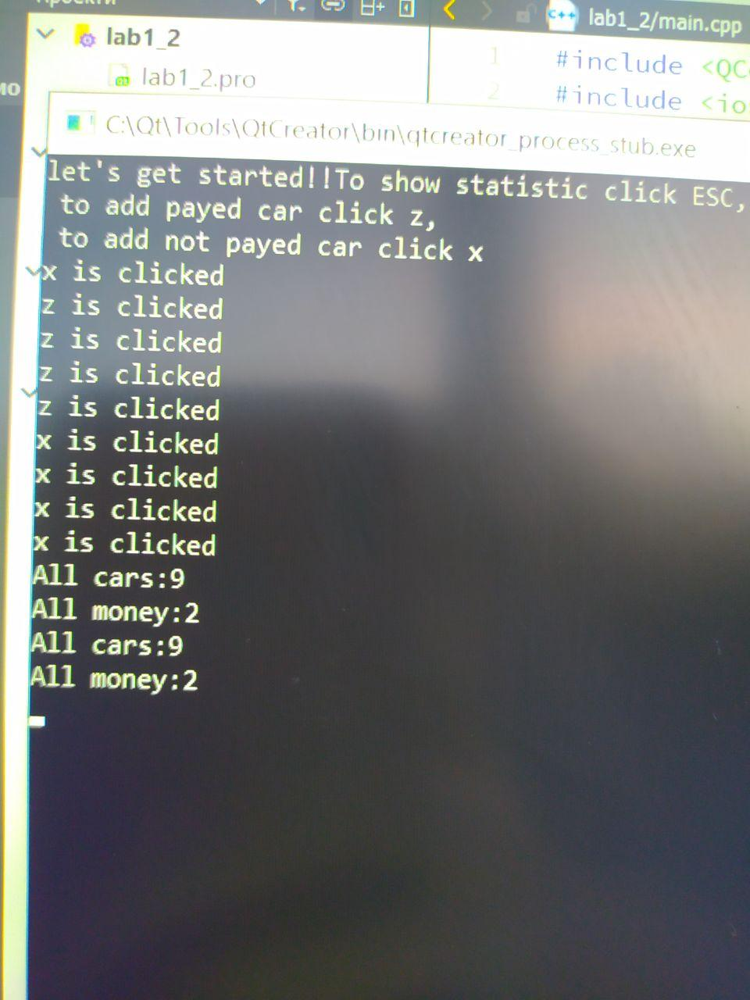 lab1_2/main.cpp
lab1_2
lab1_2.pro
1 #include
2 #include
C:\Qt\Tools\QtCreator\bin\qtcreator_process_stub.exe
let's get started!!To show statistic click ESC,
to add payed car click z,
to add not payed car click x
x is clicked
z is clicked
z is clicked
z is clicked
z is clicked
x is clicked
x is clicked
x is clicked
x is clicked
All cars:9
All money:2
All cars:9
All money:2